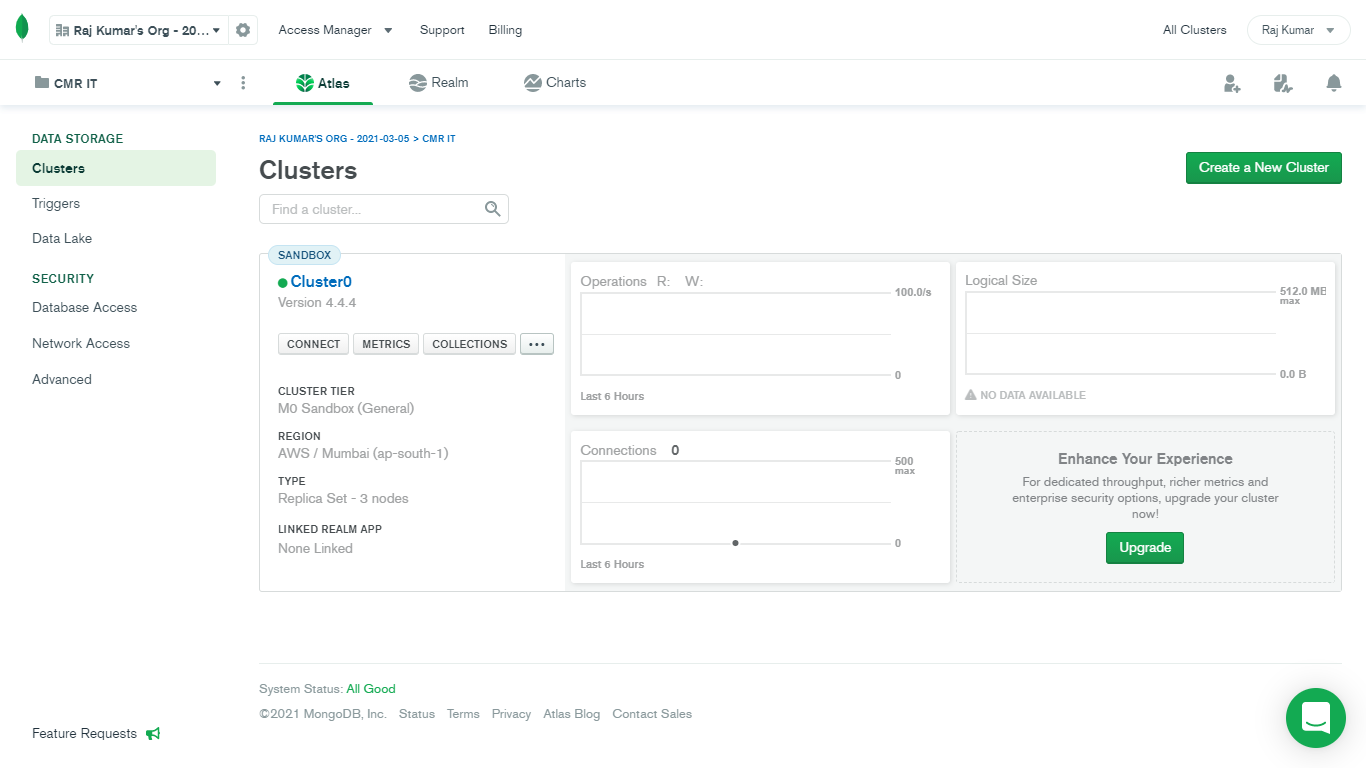 Raj Kumar's Org - 20...
Access Manager
Support
Billing
All Clusters
Raj Kumar
CMR IT
Atlas
Realm
Charts
DATA STORAGE
Clusters
Triggers
Data Lake
SECURITY
Database Access
Network Access
Advanced
Feature Requests
RAJ KUMAR'S ORG - 2021-03-05 > CMR IT
Clusters
Create a New Cluster
Find a cluster...
SANDBOX
Cluster0
Version 4.4.4
CONNECT METRICS COLLECTIONS ...
CLUSTER TIER
M0 Sandbox (General)
REGION
AWS / Mumbai (ap-south-1)
TYPE
Replica Set - 3 nodes
LINKED REALM APP
None Linked
Operations R: W:
100.0/s
0
Last 6 Hours
Logical Size
512.0 MB
max
0.0 B
NO DATA AVAILABLE
Connections 0
500
max
0
Last 6 Hours
Enhance Your Experience
For dedicated throughput, richer metrics and
enterprise security options, upgrade your cluster
now!
Upgrade
System Status: All Good
©2021 MongoDB, Inc. Status Terms Privacy Atlas Blog Contact Sales